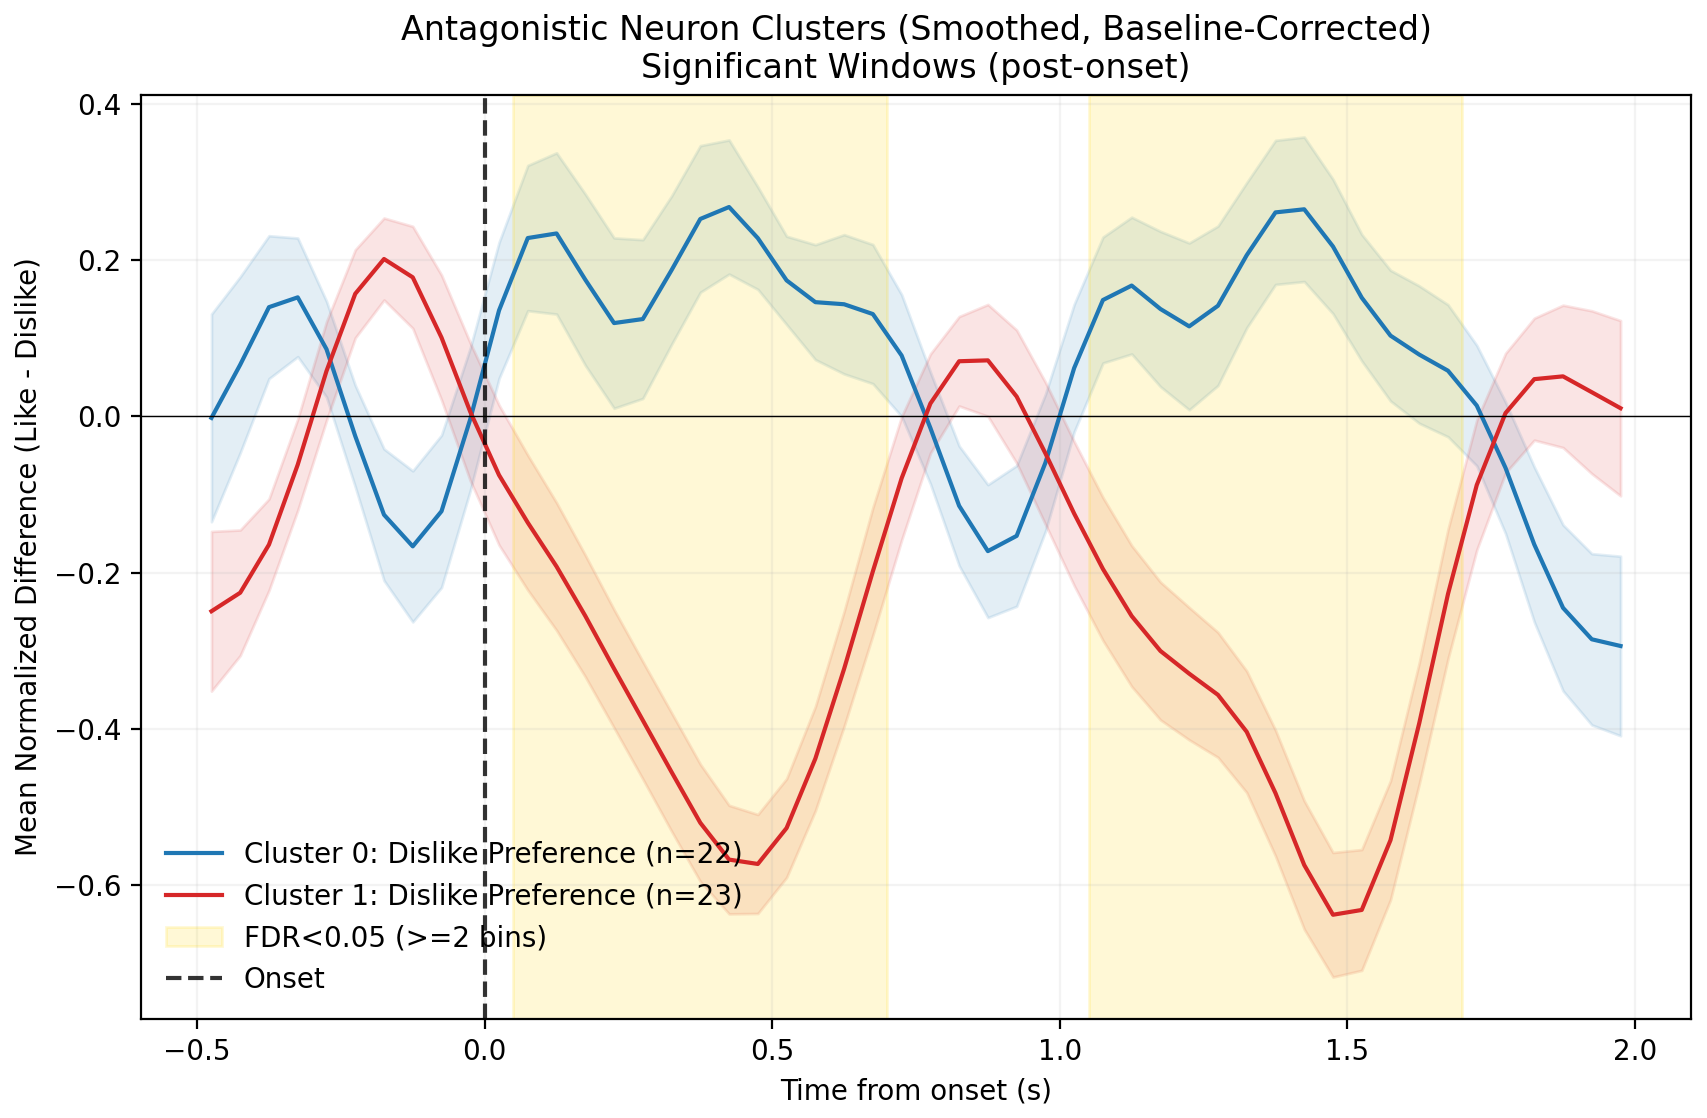 Antagonistic Neuron Clusters (Smoothed, Baseline-Corrected)
Significant Windows (post-onset)
Mean Normalized Difference (Like - Dislike)
0.4
0.2
0.0
−0.2
−0.4
−0.6
Cluster 0: Dislike Preference (n=22)
Cluster 1: Dislike Preference (n=23)
FDR<0.05 (>=2 bins)
Onset
−0.5
0.0
0.5
1.0
1.5
2.0
Time from onset (s)